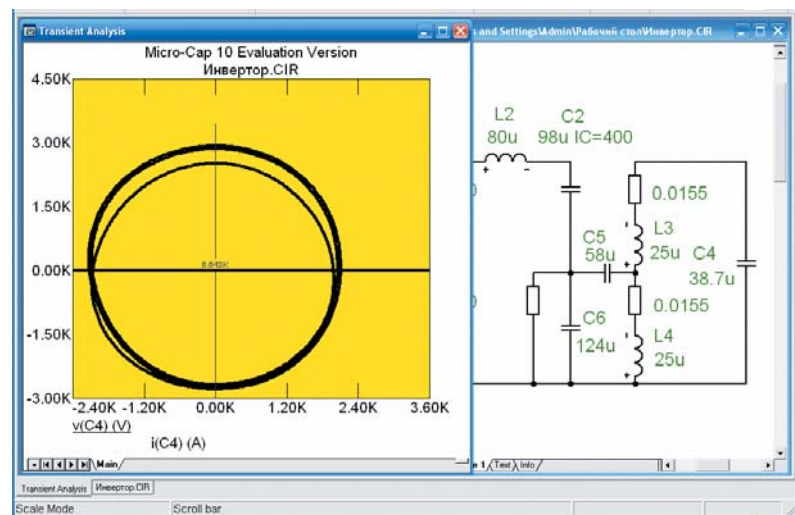 Transient Analysis
s and Settings\Admin\Рабочий стол\Инвертор.CIR
Micro-Cap 10 Evaluation Version
Инвертор.CIR
4.50K
3.00K
1.50K
0.00K
-1.50K
-3.00K
-2.40K -1.20K 0.00K 1.20K 2.40K 3.60K
v(C4) (V)
i(C4) (A)
Main
L2
80u
C2
98u IC=400
0.0155
L3
25u
C5
58u
C4
38.7u
0.0155
C6
124u
L4
25u
1 Text Info
Transient Analysis Инвертор.CIR
Scale Mode Scroll bar